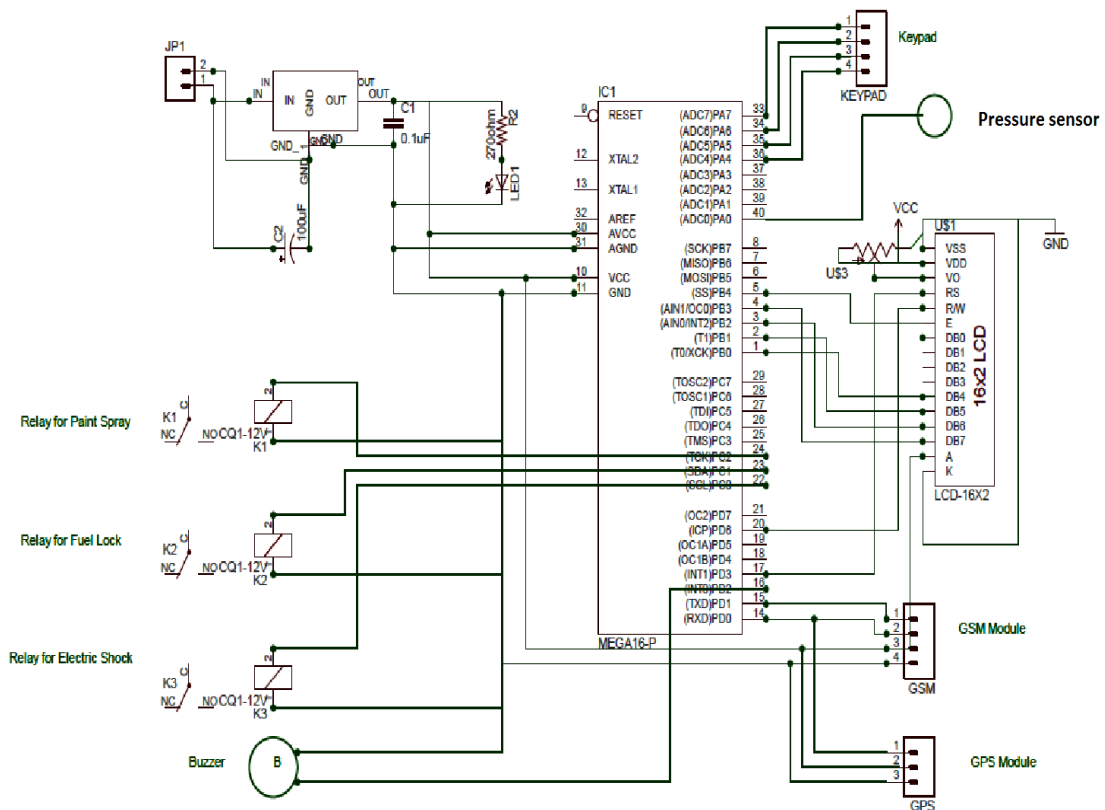 JP1
2
1
IN
IN
IN
GND
OUT
OUT
OUT
GND_1
GND
GND
C1
0.1uF
R2
270ohm
LED1
C2
100uF
IC1
9
RESET
12
XTAL2
13
XTAL1
32
AREF
30
AVCC
31
AGND
10
VCC
11
GND
(ADC7)PA7 33
(ADC6)PA6 34
(ADC5)PA5 35
(ADC4)PA4 36
(ADC3)PA3 37
(ADC2)PA2 38
(ADC1)PA1 39
(ADC0)PA0 40
(SCK)PB7 8
(MISO)PB6 7
(MOSI)PB5 6
(SS)PB4 5
(AIN1/OC0)PB3 4
(AIN0/INT2)PB2 3
(T1)PB1 2
(T0/XCK)PB0 1
(TOSC2)PC7 29
(TOSC1)PC6 28
(TDI)PC5 27
(TDO)PC4 26
(TMS)PC3 25
(TCK)PC2 24
(SDA)PC1 23
(SCL)PC0 22
(OC2)PD7 21
(ICP)PD6 20
(OC1A)PD5 19
(OC1B)PD4 18
(INT1)PD3 17
(INT0)PD2 16
(TXD)PD1 15
(RXD)PD0 14
MEGA16-P
1
2
3
4
KEYPAD
Keypad
Pressure sensor
VCC
U$1
GND
U$3
VSS
VDD
VO
RS
R/W
E
DB0
DB1
DB2
DB3
DB4
DB5
DB6
DB7
A
K
16x2 LCD
LCD-16X2
Relay for Paint Spray
K1
C
NC
NO
CQ1-12V
2
1
K1
Relay for Fuel Lock
K2
C
NC
NO
CQ1-12V
2
1
K2
Relay for Electric Shock
K3
C
NC
NO
CQ1-12V
2
1
K3
Buzzer
B
1
2
3
4
GSM
GSM Module
1
2
3
GPS
GPS Module